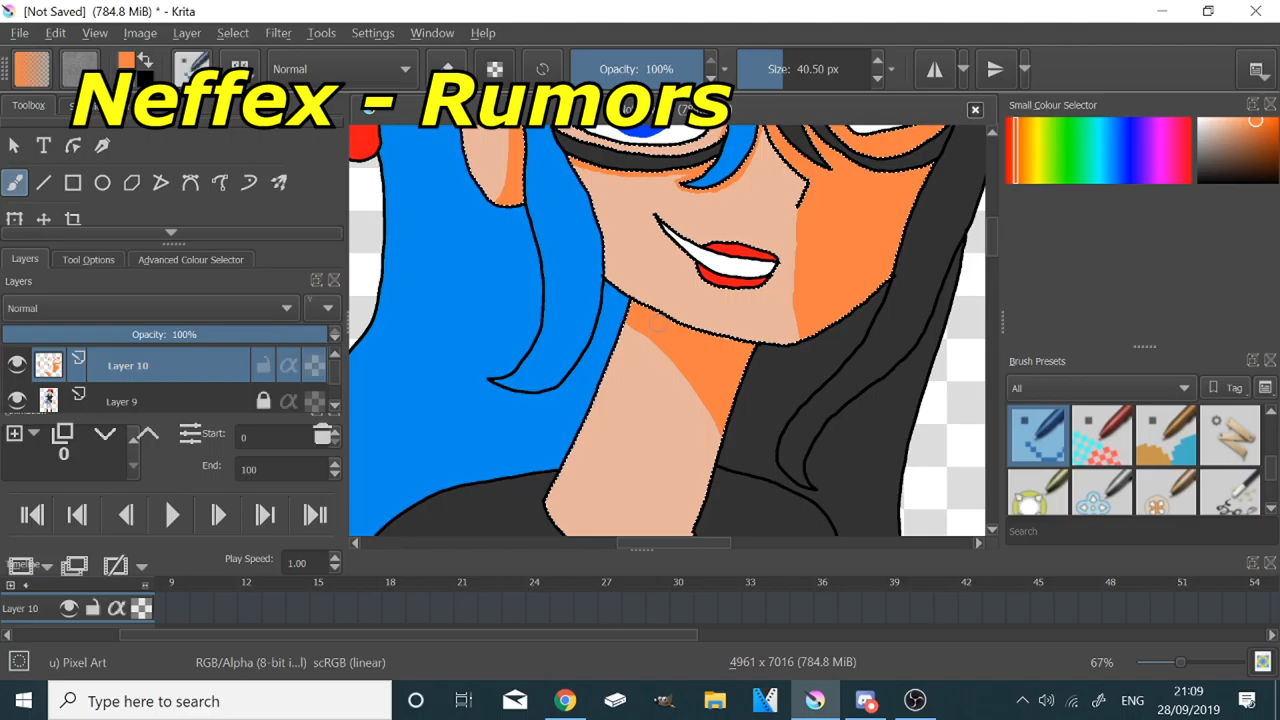 [Not Saved] (784.8 MiB) * - Krita
File Edit View Image Layer Select Filter Tools Settings Window Help
Normal Opacity: 100% Size: 40.50 px
Neffex - Rumors
Toolbox
Small Colour Selector
Layers Tool Options Advanced Colour Selector
Layers
Normal
Opacity: 100%
Layer 10
Layer 9
Brush Presets
All Tag
Start: 0
0
End: 100
Search
Play Speed: 1.00
9 12 15 18 21 24 27 30 33 36 39 42 45 48 51 54
Layer 10
u) Pixel Art RGB/Alpha (8-bit i...l) scRGB (linear) 4961 x 7016 (784.8 MiB) 67%
Type here to search
ENG
21:09
28/09/2019